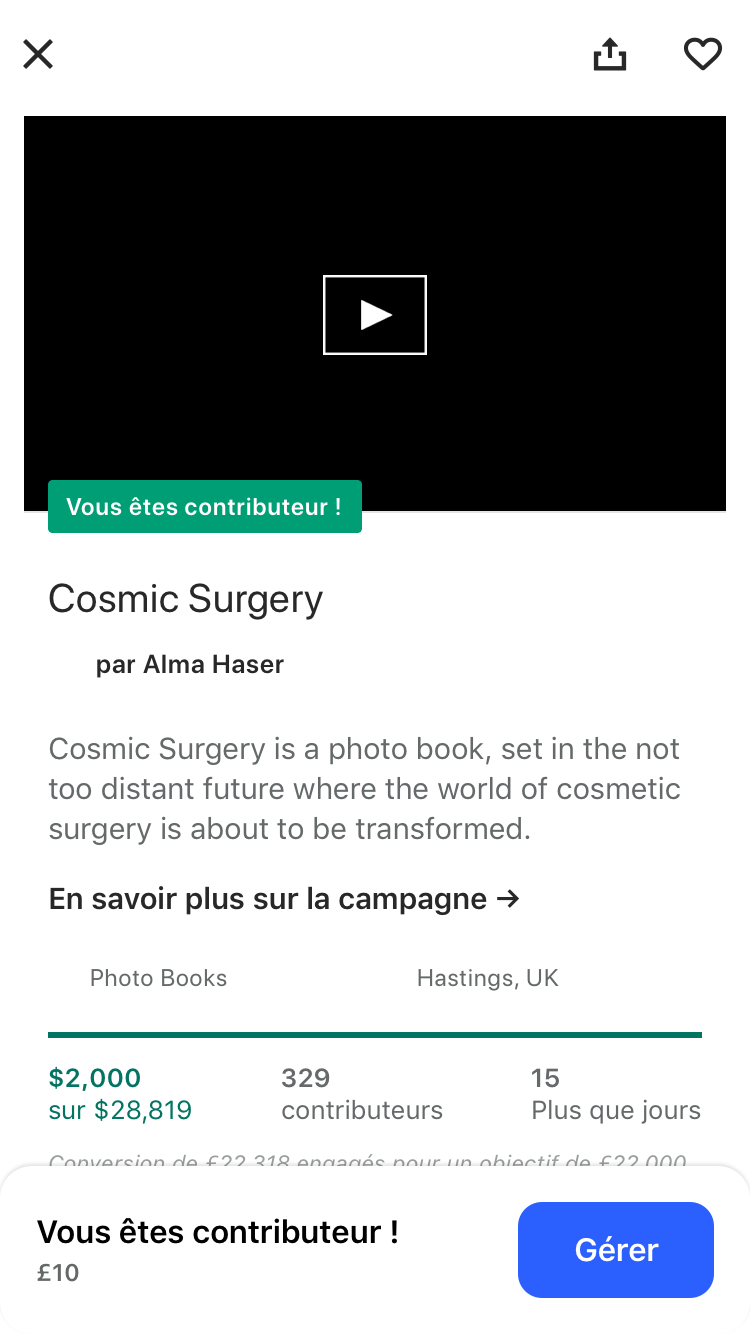 Vous êtes contributeur !
Cosmic Surgery
par Alma Haser
Cosmic Surgery is a photo book, set in the not
too distant future where the world of cosmetic
surgery is about to be transformed.
En savoir plus sur la campagne →
Photo Books
Hastings, UK
$2,000
sur $28,819
329
contributeurs
15
Plus que jours
Conversion de £22 318 engagés pour un objectif de £22 000
Vous êtes contributeur !
£10
Gérer